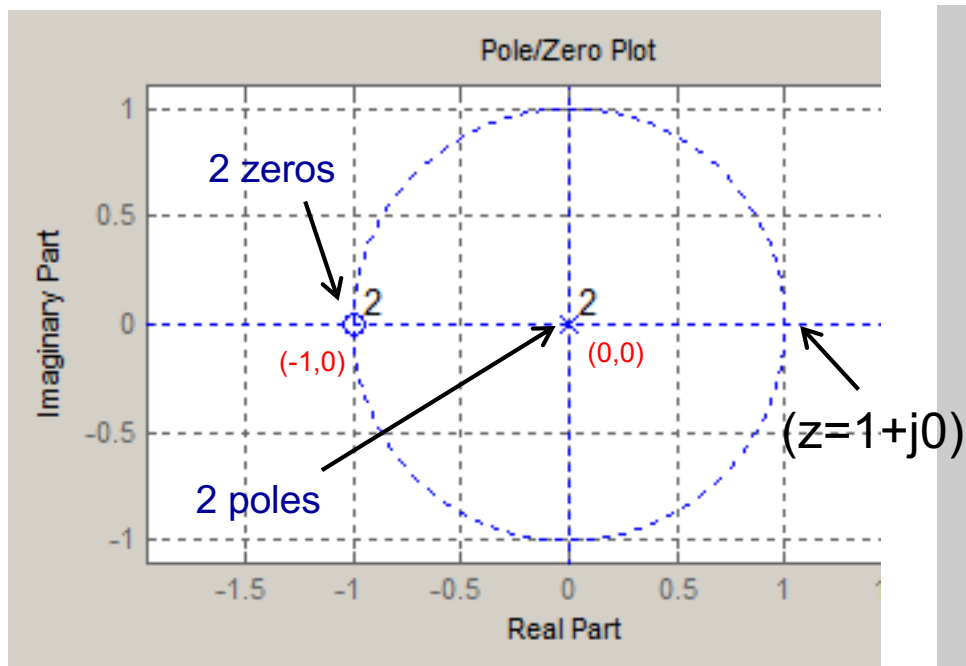 Pole/Zero Plot
1
2 zeros
0.5
2
2
0
(-1,0)
(0,0)
Imaginary Part
-0.5
(z=1+j0)
2 poles
-1
-1.5 -1 -0.5 0 0.5 1
Real Part